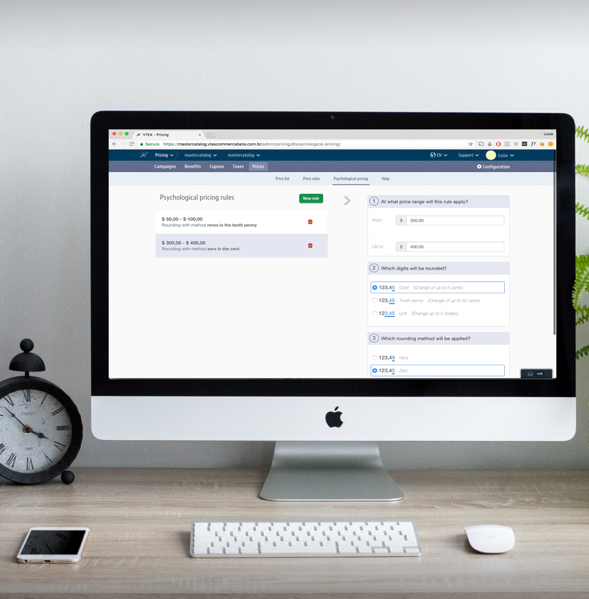 VTEX - Pricing
Luiza
Secure https://mastercatalog.vtexcommercebeta.com.br/admin/pricing/#/psychological-pricing/
Pricing mastercatalog mastercatalog EN Support Luiza
Campaigns Benefits Cupons Taxes Prices Configuration
Price list Price rules Psychological pricing Help
Psychological pricing rules New rule
$ 50,00 - $ 100,00
Rounding with method nines in the tenth penny
$ 300,00 - $ 400,00
Rounding with method zero in the cent
1 At what price range will this rule apply?
From $ 300,00
Up to $ 400,00
2 Which digits will be rounded?
123,45 Cent (Change of up to 5 cents)
123,45 Tenth penny (Change of up to 50 cents)
123,45 Unit (Change up to 5 dollars)
3 Which rounding method will be applied?
123,49 Nine
123,40 Zero